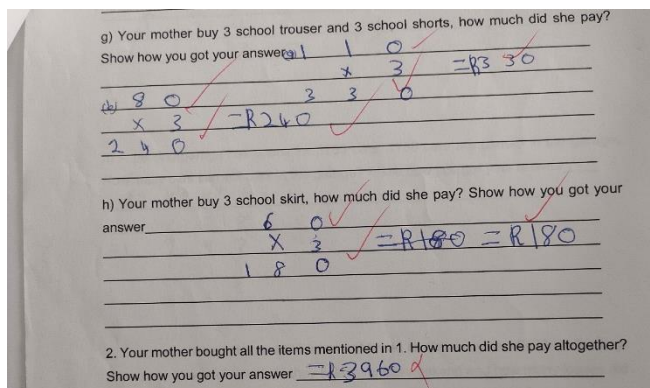 g) Your mother buy 3 school trouser and 3 school shorts, how much did she pay?
Show how you got your answer (a) 1 1 0
x 3 =R3 30
3 3 0
(b) 8 0
x 3 =R240
2 4 0
h) Your mother buy 3 school skirt, how much did she pay? Show how you got your
answer 6 0
X 3 =R180 =R180
1 8 0
2. Your mother bought all the items mentioned in 1. How much did she pay altogether?
Show how you got your answer =R3960